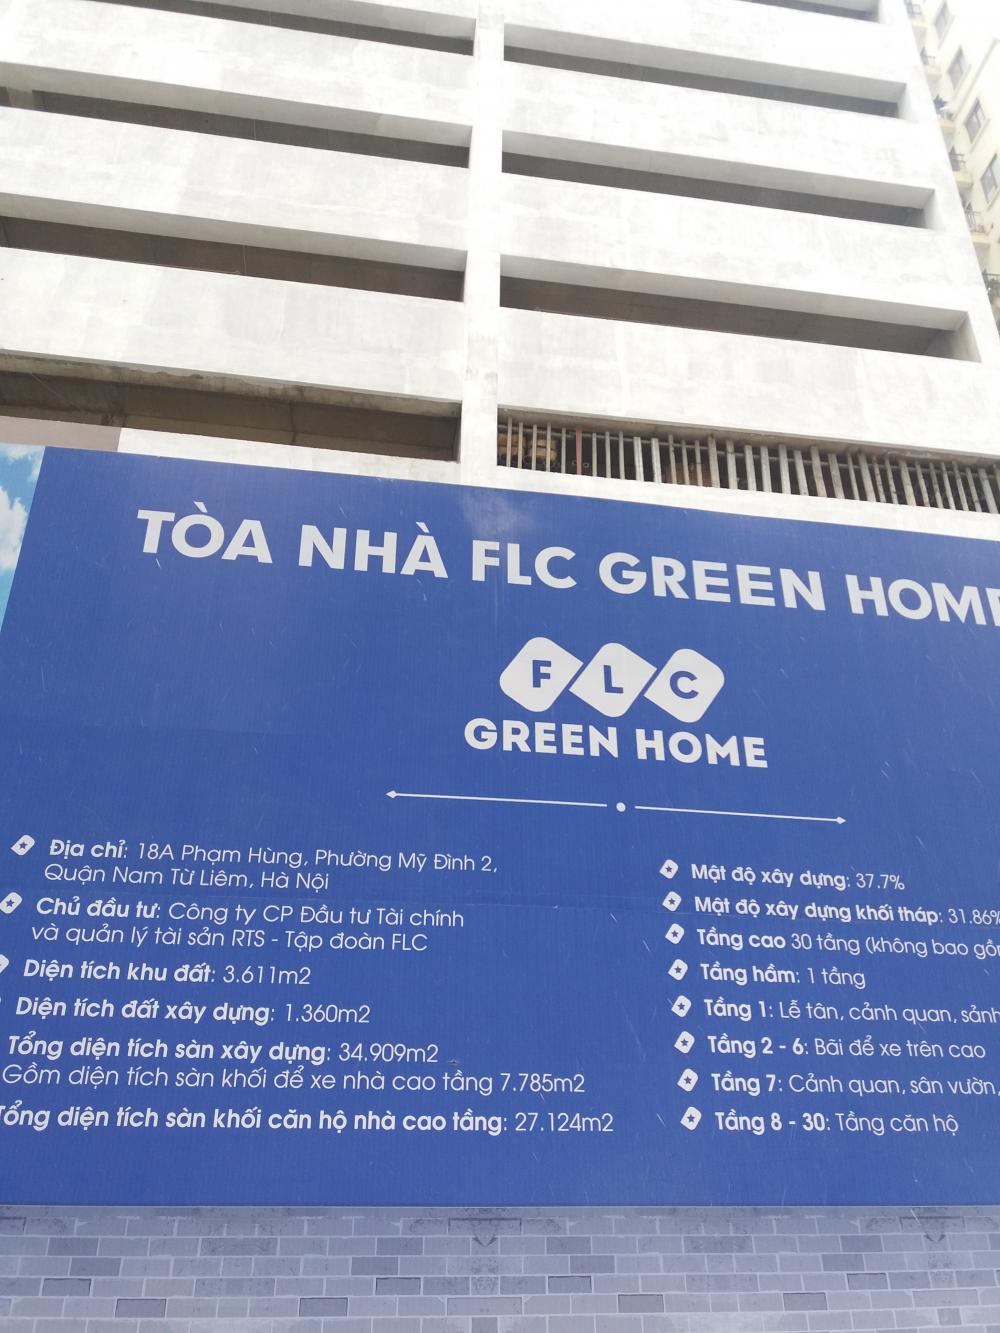 TÒA NHÀ FLC GREEN HOME
FLC
GREEN HOME
Địa chỉ: 18A Phạm Hùng, Phường Mỹ Đình 2,
Quận Nam Từ Liêm, Hà Nội
Chủ đầu tư: Công ty CP Đầu tư Tài chính
và quản lý tài sản RTS - Tập đoàn FLC
Diện tích khu đất: 3.611m2
Diện tích đất xây dựng: 1.360m2
Tổng diện tích sàn xây dựng: 34.909m2
Gồm diện tích sàn khối để xe nhà cao tầng 7.785m2
Tổng diện tích sàn khối căn hộ nhà cao tầng: 27.124m2
Mật độ xây dựng: 37.7%
Mật độ xây dựng khối tháp: 31.86%
Tầng cao 30 tầng (không bao
Tầng hầm: 1 tầng
Tầng 1: Lễ tân, cảnh quan, sảnh
Tầng 2 - 6: Bãi để xe trên cao
Tầng 7: Cảnh quan, sân vườn,
Tầng 8 - 30: Tầng căn hộ